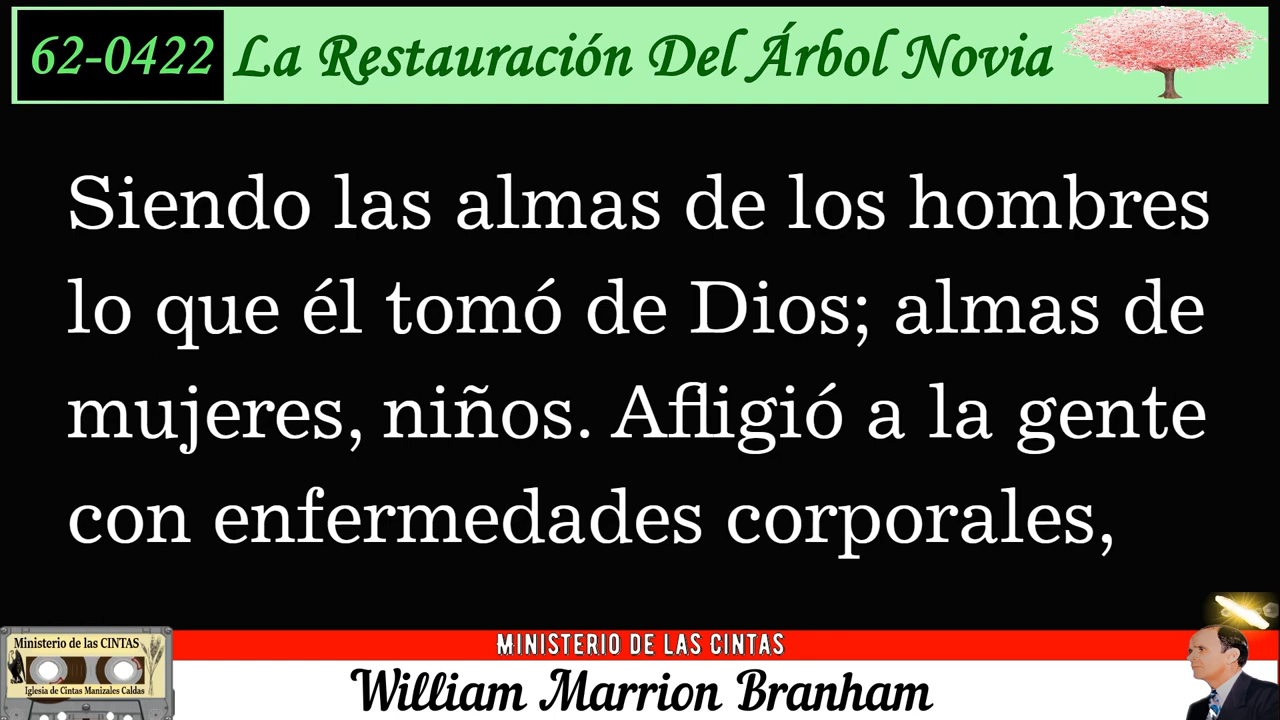 62-0422 La Restauración Del Árbol Novia
Siendo las almas de los hombres
lo que él tomó de Dios; almas de
mujeres, niños. Afligió a la gente
con enfermedades corporales,
Ministerio de las CINTAS
Iglesia de Cintas Manizales Caldas
MINISTERIO DE LAS CINTAS
William Marrion Branham